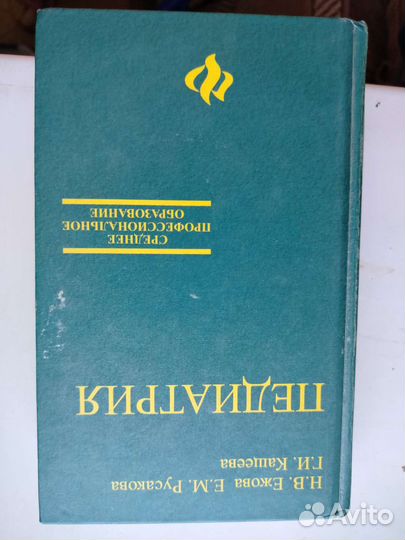 Н.В. Ежова Е.М. Русакова
Г.И. Кащеева
ПЕДИАТРИЯ
СРЕДНЕЕ
ПРОФЕССИОНАЛЬНОЕ
ОБРАЗОВАНИЕ
Avito